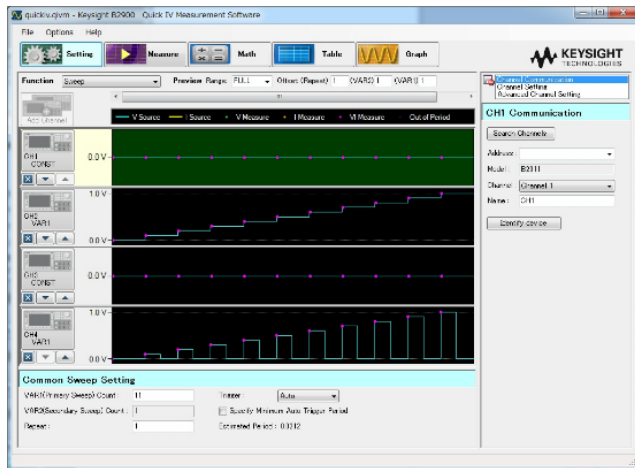 quickiv.qivm - Keysight B2900 Quick IV Measurement Software
File Options Help
Setting Measure Math Table Graph
KEYSIGHT
TECHNOLOGIES
Function Sweep Preview Range FULL Offset (Repeat) 1 (VAR2) 1 (VAR1) 1
Add Channel
V Source I Source V Measure I Measure VI Measure Out of Period
CH1
CONST
0.0 V
1.0 V
CH2
VAR1
0.0 V
CH3
CONST
0.0 V
1.0 V
CH4
VAR1
0.0 V
Common Sweep Setting
VAR1(Primary Sweep) Count: 11 Trigger: Auto
VAR2(Secondary Sweep) Count: 1 Specify Minimum Auto Trigger Period
Repeat: 1 Estimated Period:
Channel Communication
Channel Setting
Advanced Channel Setting
CH1 Communication
Search Channels
Address:
Model: B2911
Channel: Channel 1
Name: CH1
Identify device